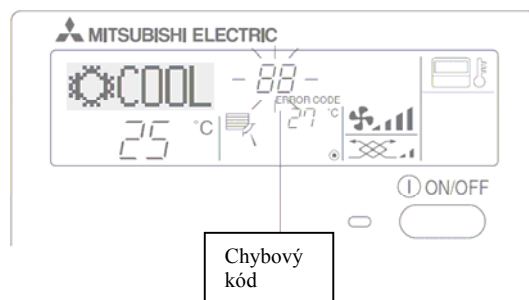 MITSUBISHI ELECTRIC
COOL
- 88 -
ERROR CODE
25 °C
27 °C
ON/OFF
Chybový
kód